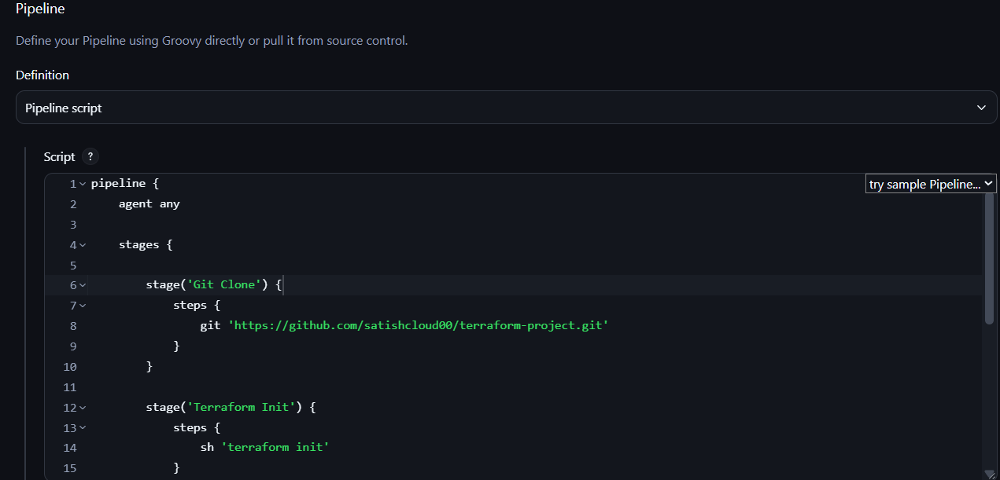 Pipeline
Define your Pipeline using Groovy directly or pull it from source control.
Definition
Pipeline script
Script ?
try sample Pipeline...
1 pipeline {
2     agent any
3
4     stages {
5
6         stage('Git Clone') {
7             steps {
8                 git 'https://github.com/satishcloud00/terraform-project.git'
9             }
10         }
11
12         stage('Terraform Init') {
13             steps {
14                 sh 'terraform init'
15             }